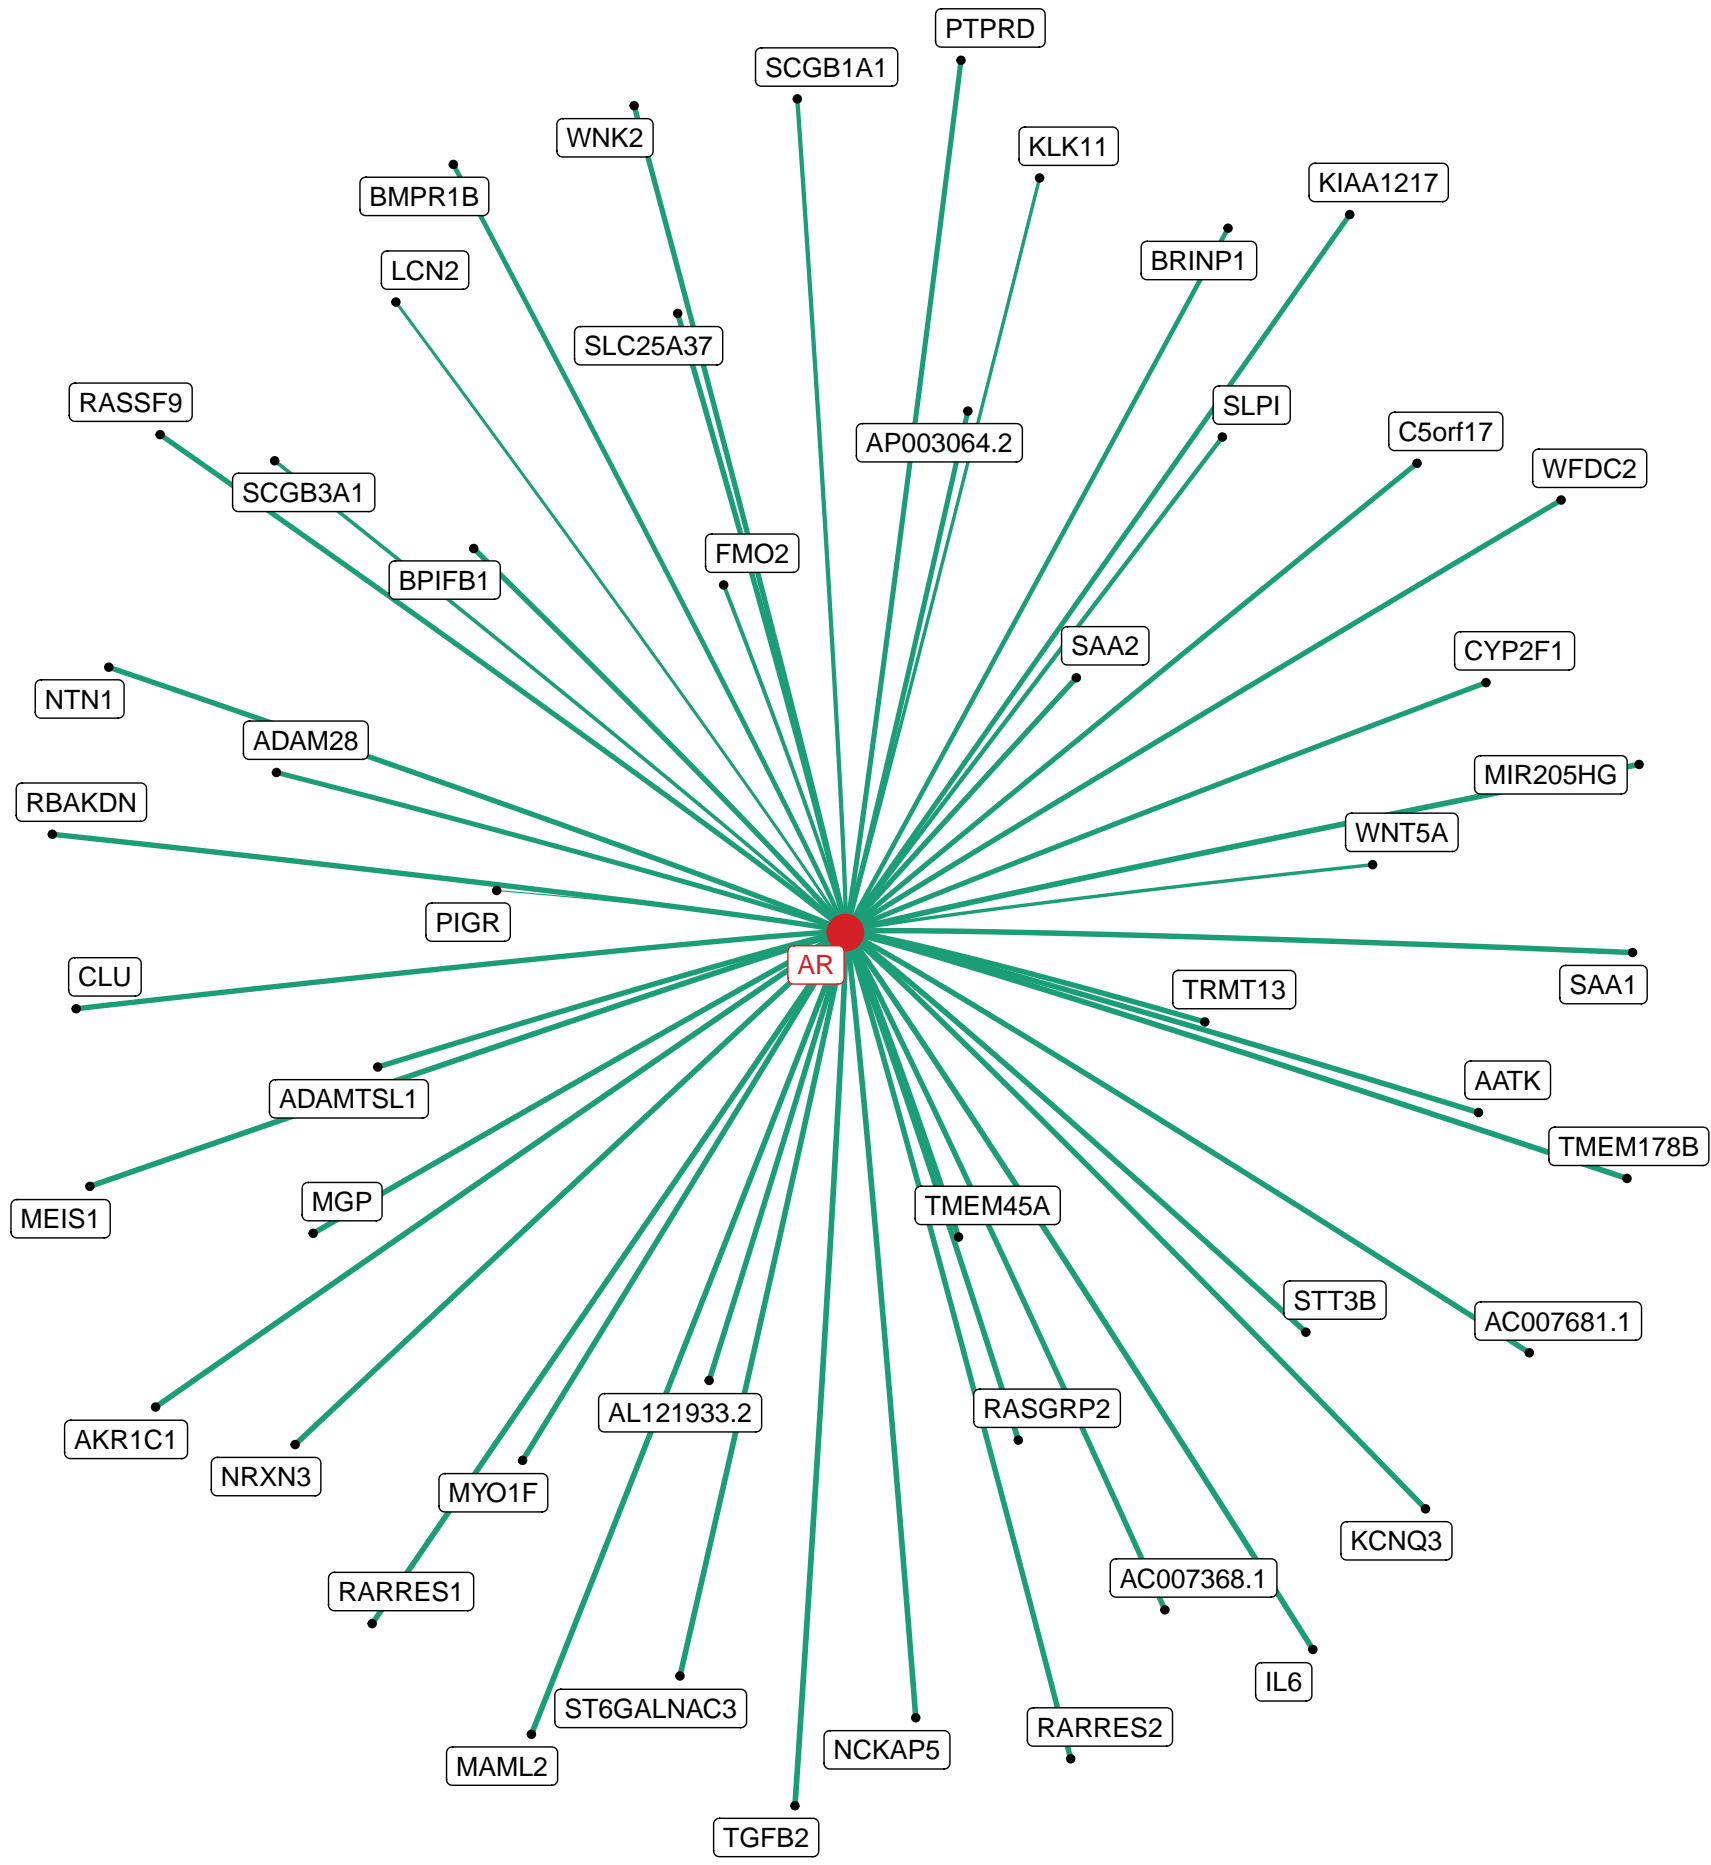 PTPRD
SCGB1A1
WNK2
KLK11
KIAA1217
BMPR1B
BRINP1
LCN2
SLC25A37
RASSF9
SLPI
C5orf17
AP003064.2
WFDC2
SCGB3A1
FMO2
BPIFB1
SAA2
CYP2F1
NTN1
ADAM28
MIR205HG
RBAKDN
WNT5A
PIGR
AR
CLU
SAA1
TRMT13
AATK
ADAMTSL1
TMEM178B
MGP
TMEM45A
MEIS1
STT3B
AC007681.1
RASGRP2
AL121933.2
AKR1C1
NRXN3
MYO1F
KCNQ3
AC007368.1
RARRES1
IL6
ST6GALNAC3
RARRES2
NCKAP5
MAML2
TGFB2